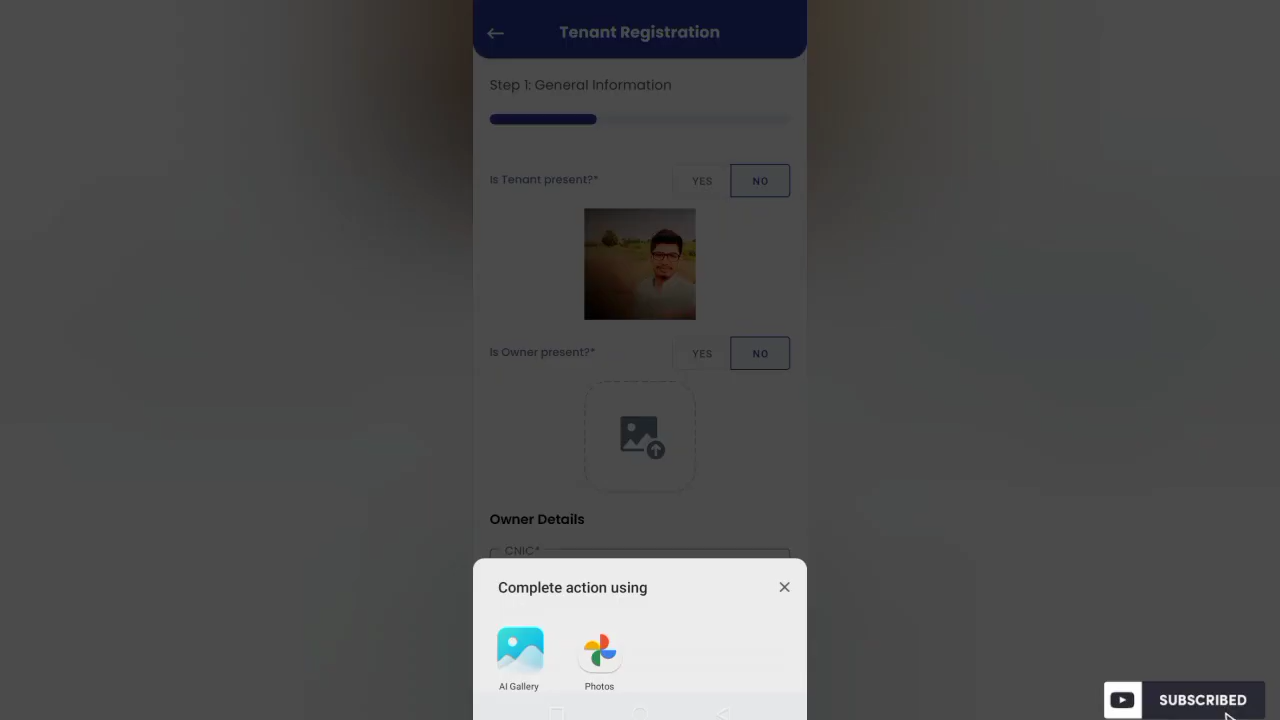 Tenant Registration
Step 1: General Information
Is Tenant present?*
YES
NO
Is Owner present?*
YES
NO
Owner Details
CNIC*
Complete action using
AI Gallery
Photos
SUBSCRIBED